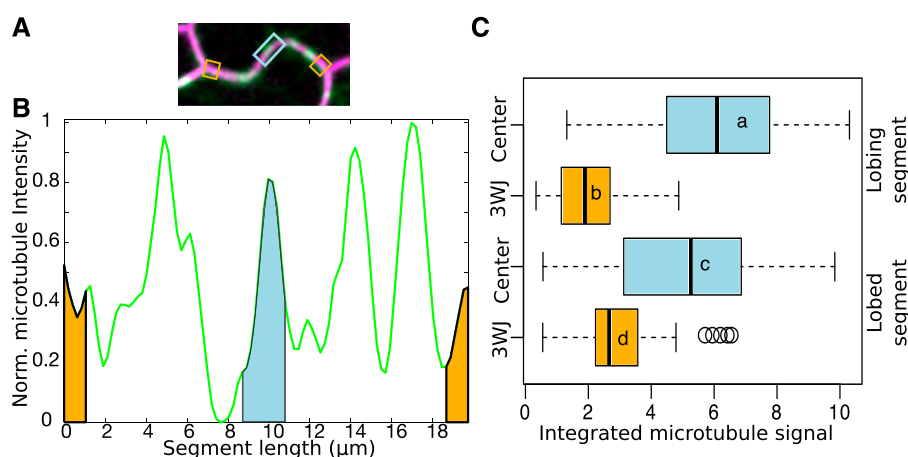 A
B
Norm. microtubule Intensity
1
0.8
0.6
0.4
0.2
0
0 2 4 6 8 10 12 14 16 18
Segment length (μm)
C
Center
3WJ
Center
3WJ
a
b
c
d
Lobing
segment
Lobed
segment
0 2 4 6 8 10
Integrated microtubule signal